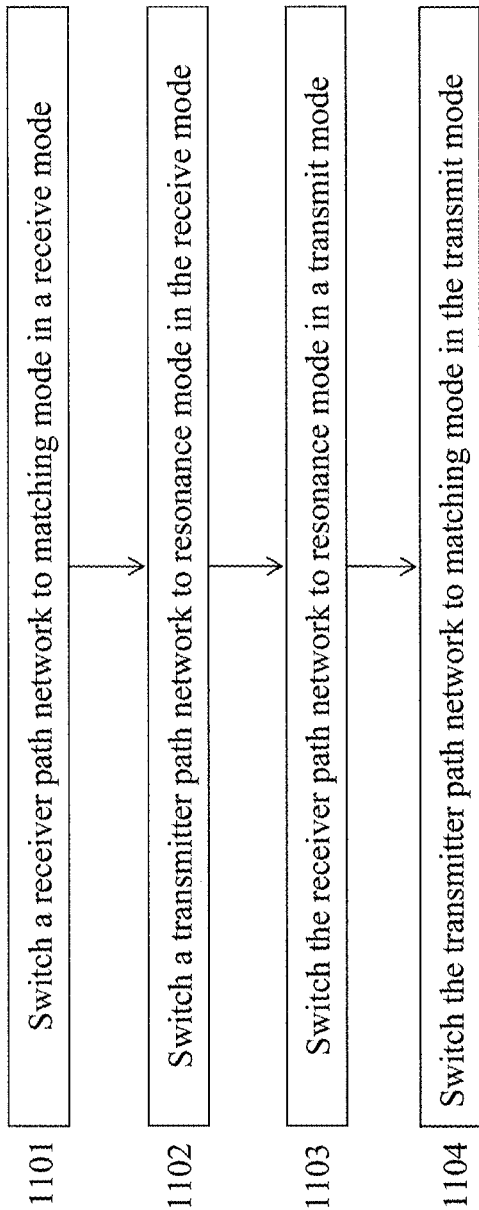 1101 Switch a receiver path network to matching mode in a receive mode
1102 Switch a transmitter path network to resonance mode in the receive mode
1103 Switch the receiver path network to resonance mode in a transmit mode
1104 Switch the transmitter path network to matching mode in the transmit mode